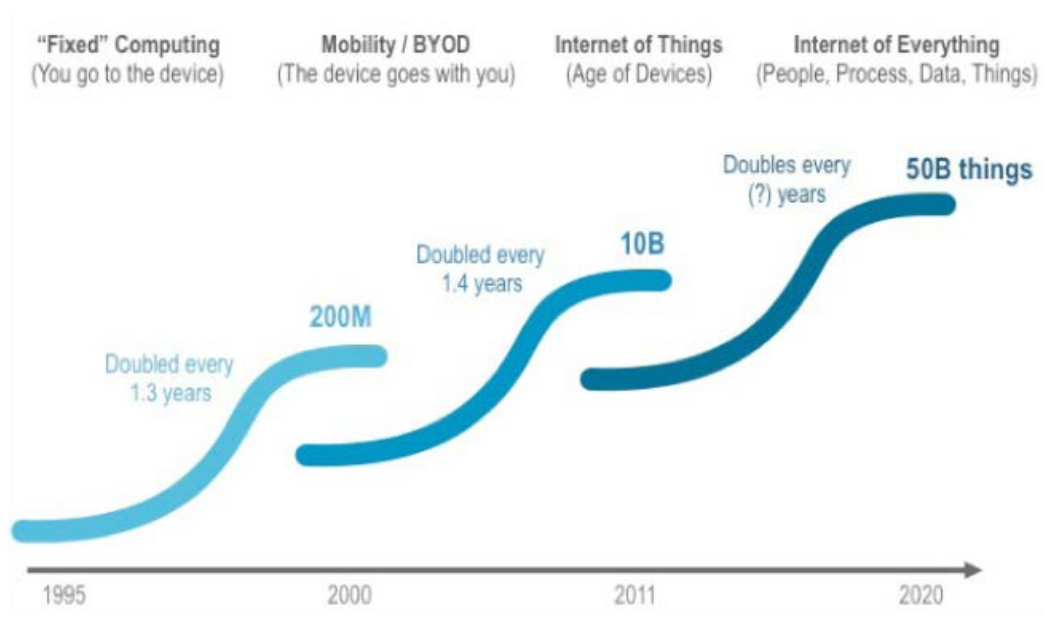 “Fixed” Computing
(You go to the device)
Mobility / BYOD
(The device goes with you)
Internet of Things
(Age of Devices)
Internet of Everything
(People, Process, Data, Things)
Doubled every
1.3 years
200M
Doubled every
1.4 years
10B
Doubles every
(?) years
50B things
1995
2000
2011
2020